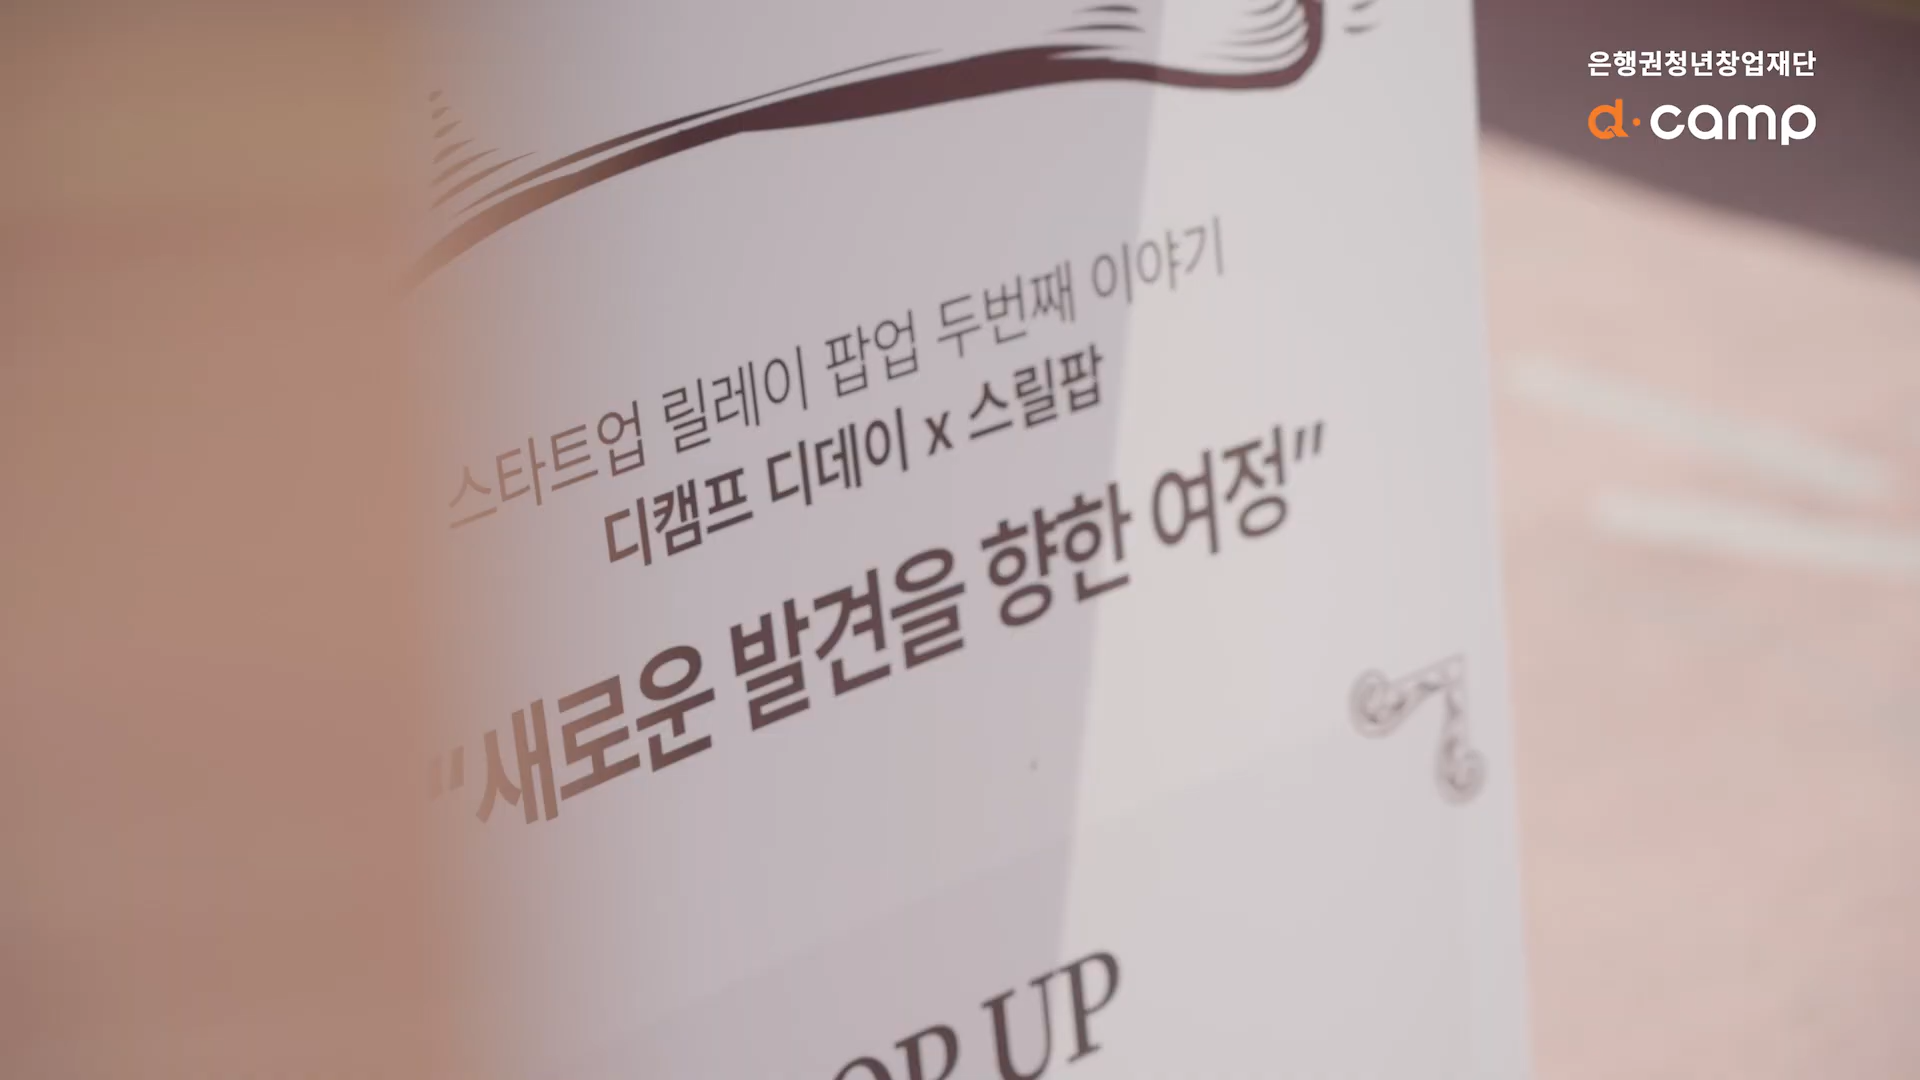 은행권청년창업재단
d·camp
스타트업 릴레이 팝업 두번째 이야기
디캠프 디데이 x 스릴팝
"새로운 발견을 향한 여정"
UP